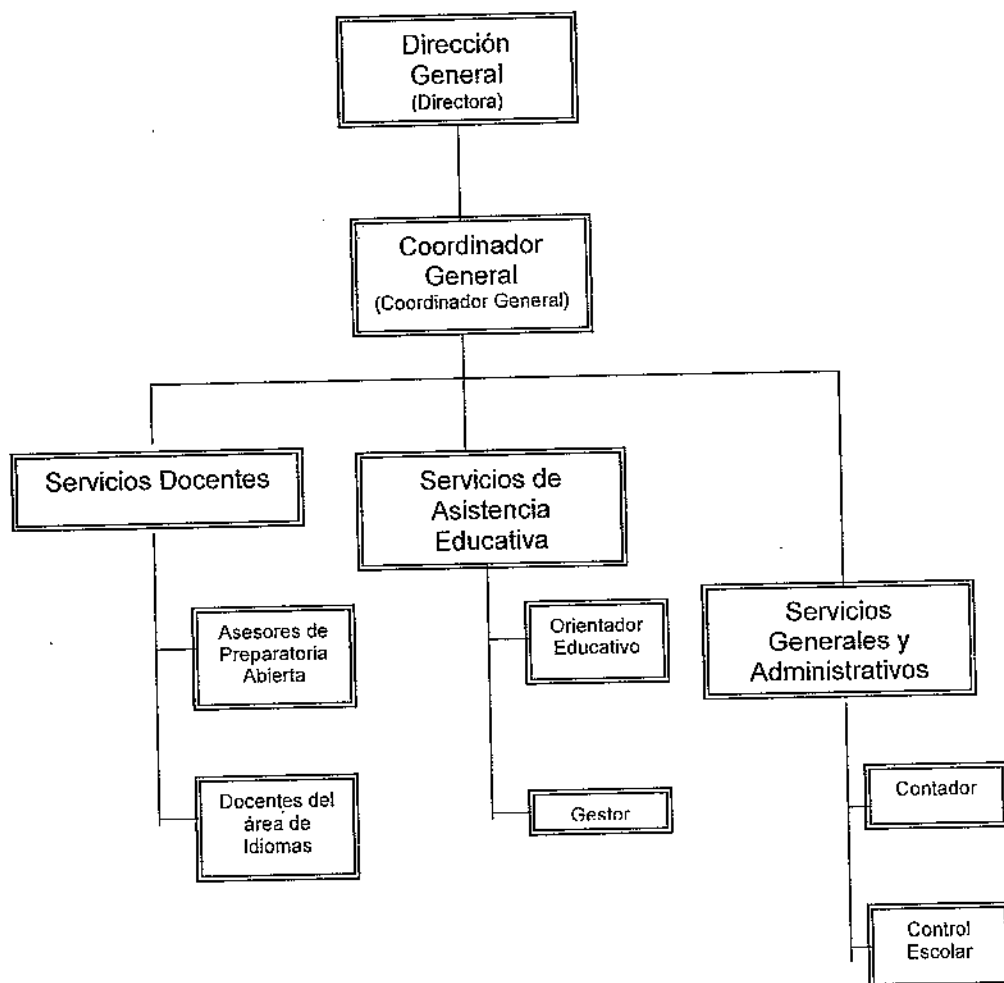 Dirección
General
(Directora)
Coordinador
General
(Coordinador General)
Servicios Docentes
Servicios de
Asistencia
Educativa
Servicios
Generales y
Administrativos
Asesores de
Preparatoria
Abierta
Orientador
Educativo
Docentes del
área de
Idiomas
Gestor
Contador
Control
Escolar